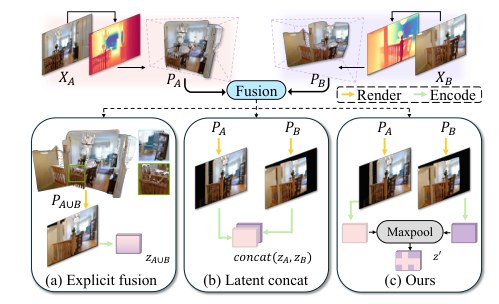 X_A
P_A
P_B
X_B
Fusion
Render
Encode
P_A∪B
z_A∪B
(a) Explicit fusion
P_A
P_B
concat(z_A, z_B)
(b) Latent concat
P_A
P_B
Maxpool
z'
(c) Ours